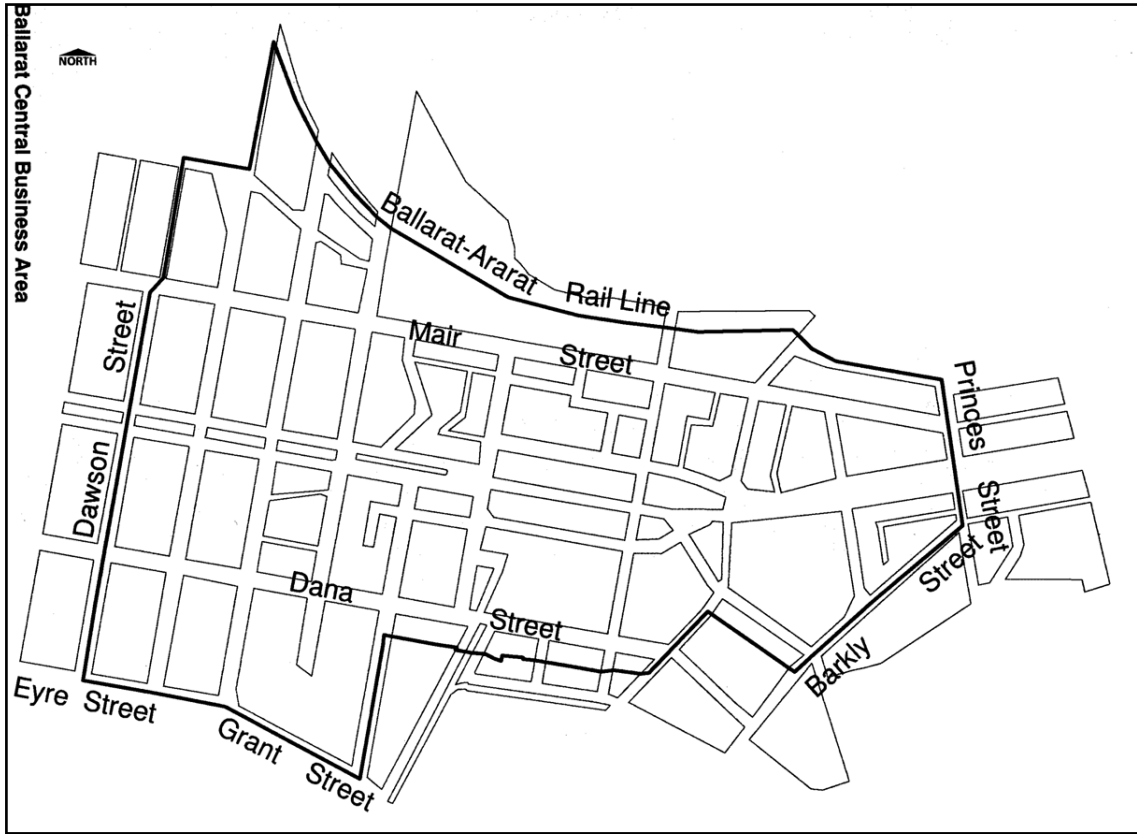 Ballarat Central Business Area
NORTH
Ballarat-Ararat Rail Line
Mair Street
Princes Street
Dawson Street
Dana Street
Barkly Street
Eyre Street
Grant Street